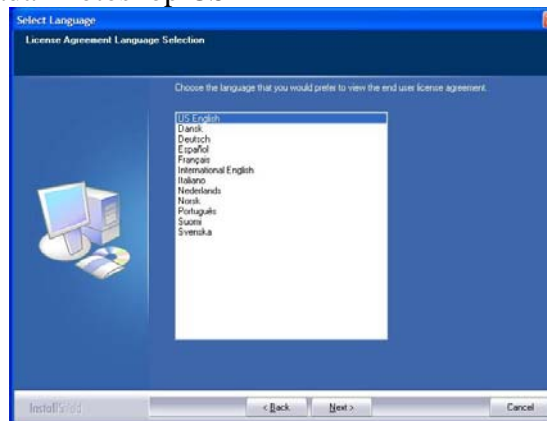 Select Language
License Agreement Language Selection
Choose the language that you would prefer to view the end user license agreement.
US English
Dansk
Deutsch
Español
Français
International English
Italiano
Nederlands
Norsk
Português
Suomi
Svenska
InstallShield
< Back
Next >
Cancel